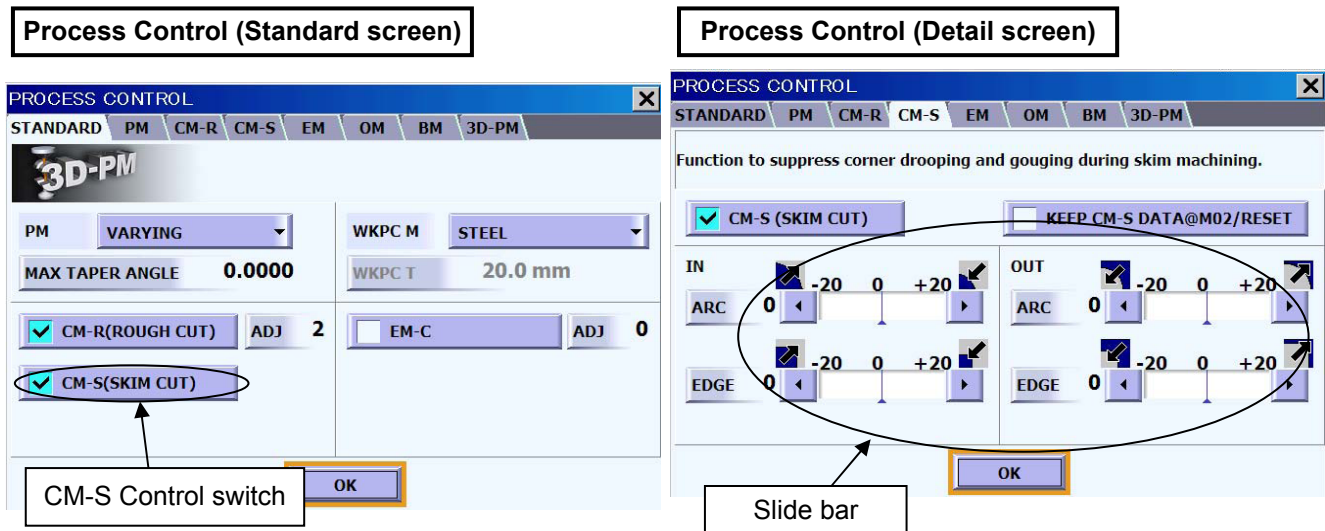 Process Control (Standard screen)
PROCESS CONTROL
STANDARD PM CM-R CM-S EM OM BM 3D-PM
3D-PM
PM VARYING WKPC M STEEL
MAX TAPER ANGLE 0.0000 WKPC T 20.0 mm
CM-R(ROUGH CUT) ADJ 2 EM-C ADJ 0
CM-S(SKIM CUT)
OK
CM-S Control switch
Process Control (Detail screen)
PROCESS CONTROL
STANDARD PM CM-R CM-S EM OM BM 3D-PM
Function to suppress corner drooping and gouging during skim machining.
CM-S (SKIM CUT) KEEP CM-S DATA@M02/RESET
IN OUT
-20 0 +20 -20 0 +20
ARC 0 ARC 0
-20 0 +20 -20 0 +20
EDGE 0 EDGE 0
OK
Slide bar